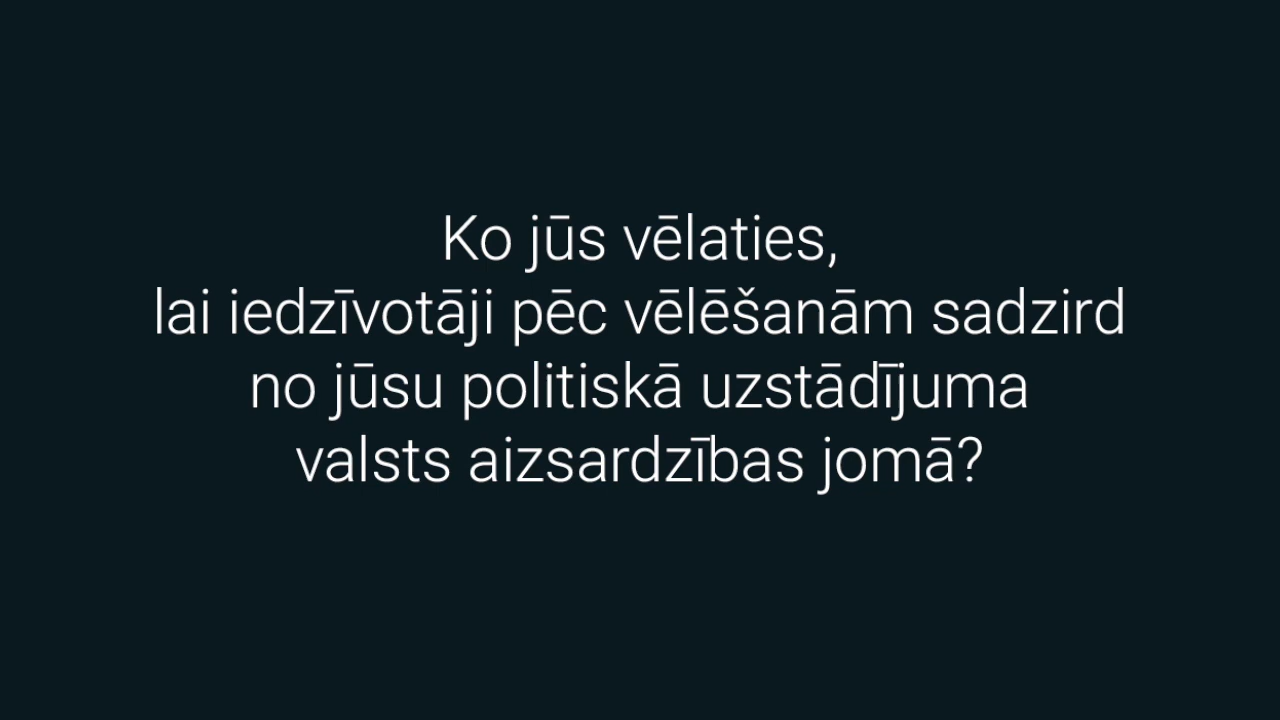 Ko jūs vēlaties,
lai iedzīvotāji pēc vēlēšanām sadzird
no jūsu politiskā uzstādījuma
valsts aizsardzības jomā?